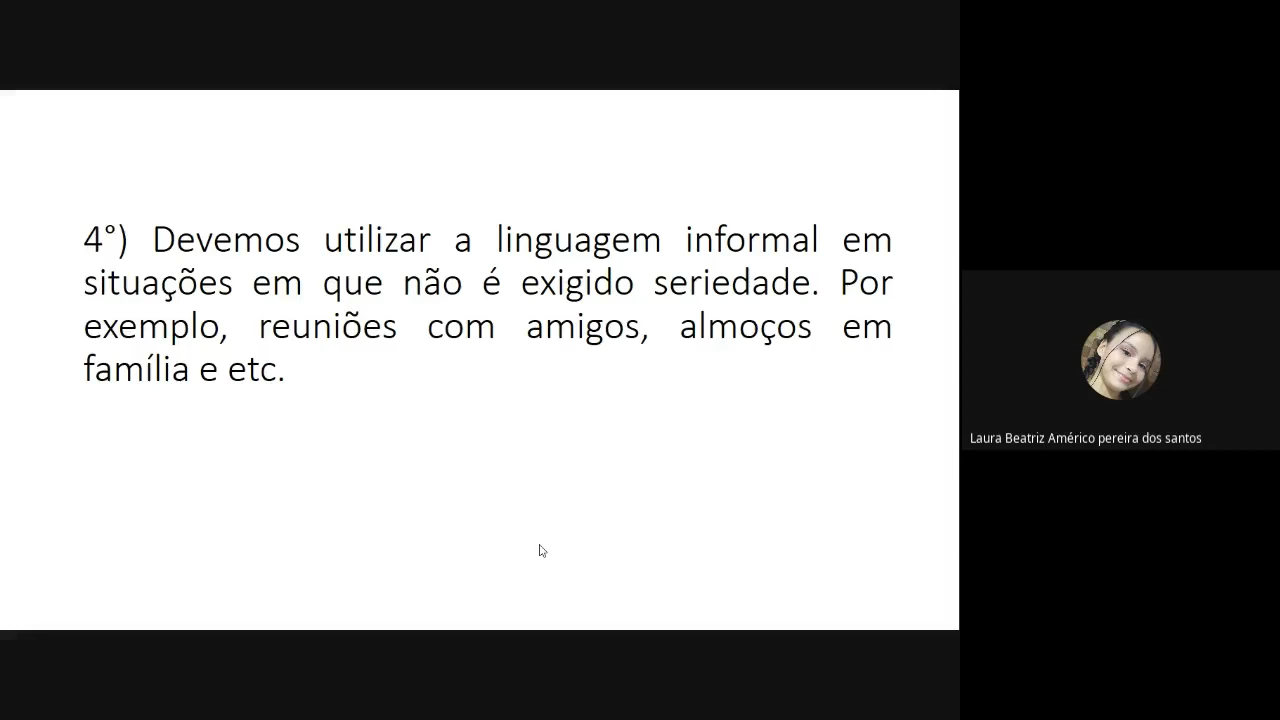 4°) Devemos utilizar a linguagem informal em
situações em que não é exigido seriedade. Por
exemplo, reuniões com amigos, almoços em
família e etc.
Laura Beatriz Américo pereira dos santos